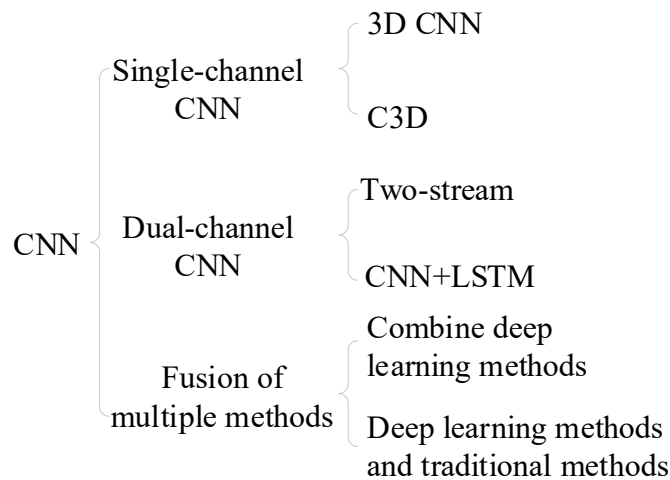 CNN
Single-channel
CNN
3D CNN
C3D
Dual-channel
CNN
Two-stream
CNN+LSTM
Fusion of
multiple methods
Combine deep
learning methods
Deep learning methods
and traditional methods